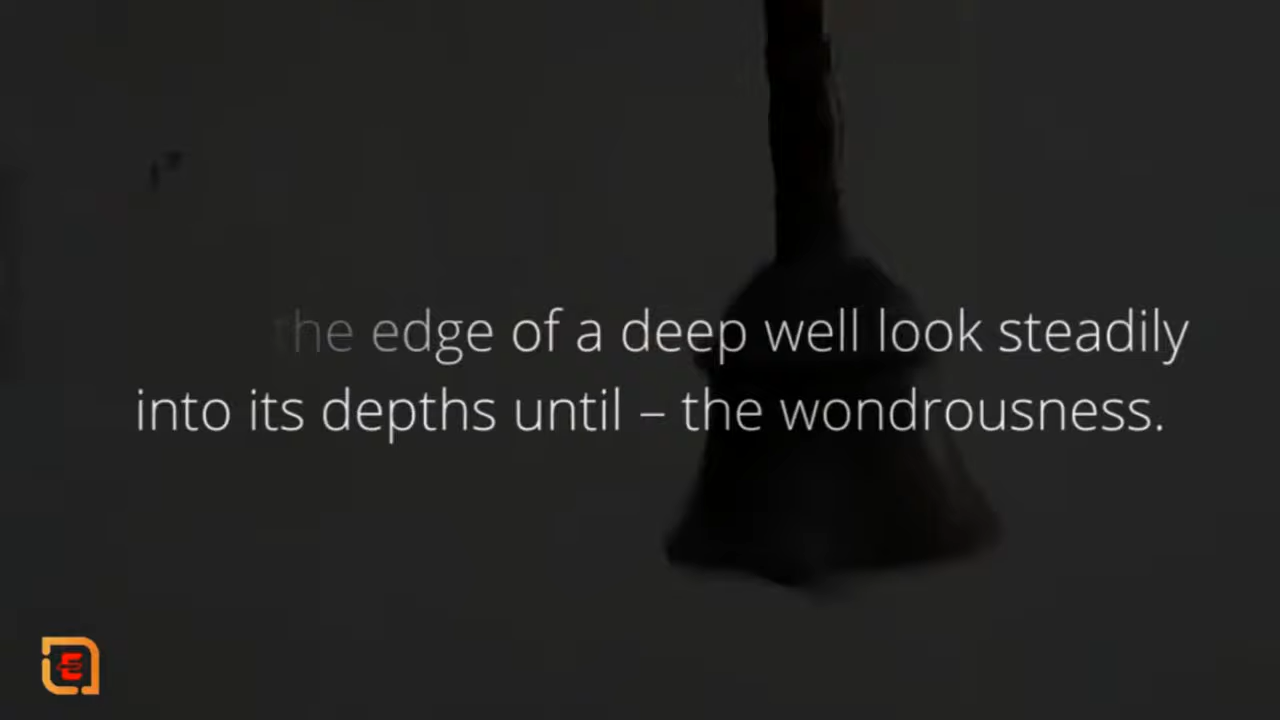 the edge of a deep well look steadily
into its depths until – the wondrousness.